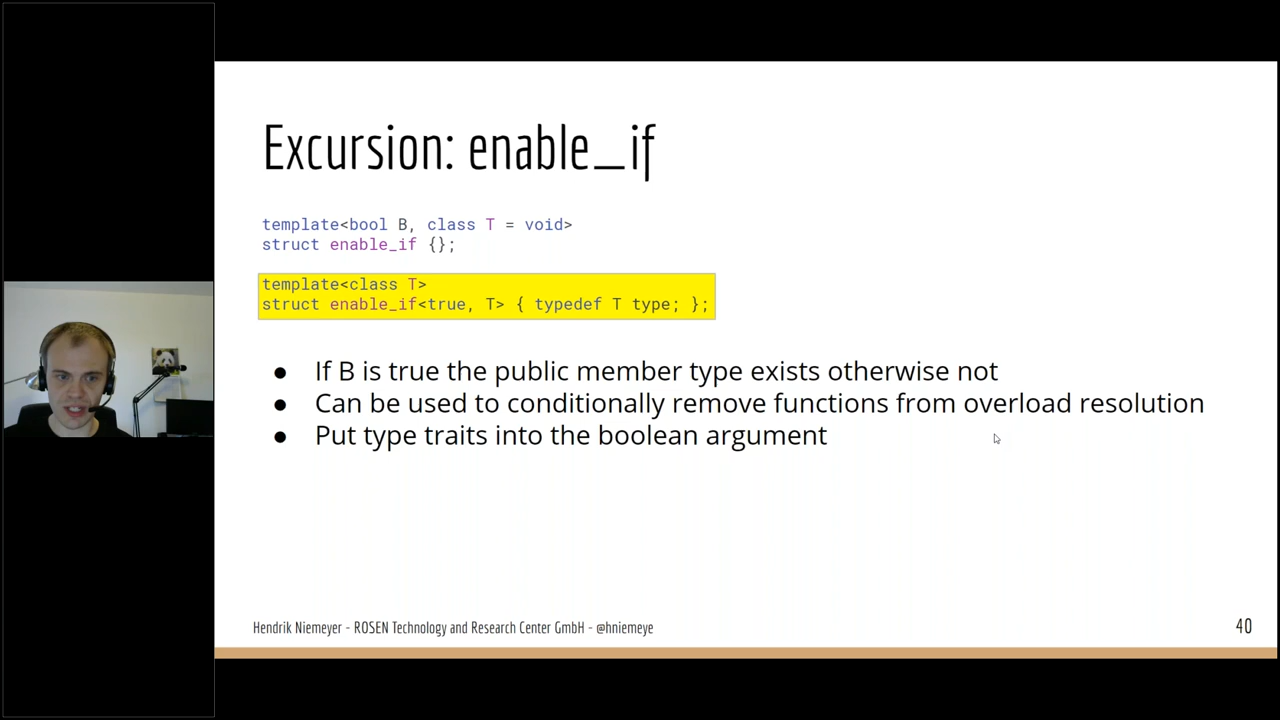 Excursion: enable_if
template<bool B, class T = void>
struct enable_if {};
template<class T>
struct enable_if<true, T> { typedef T type; };
● If B is true the public member type exists otherwise not
● Can be used to conditionally remove functions from overload resolution
● Put type traits into the boolean argument
Hendrik Niemeyer - ROSEN Technology and Research Center GmbH - @hniemeye
40